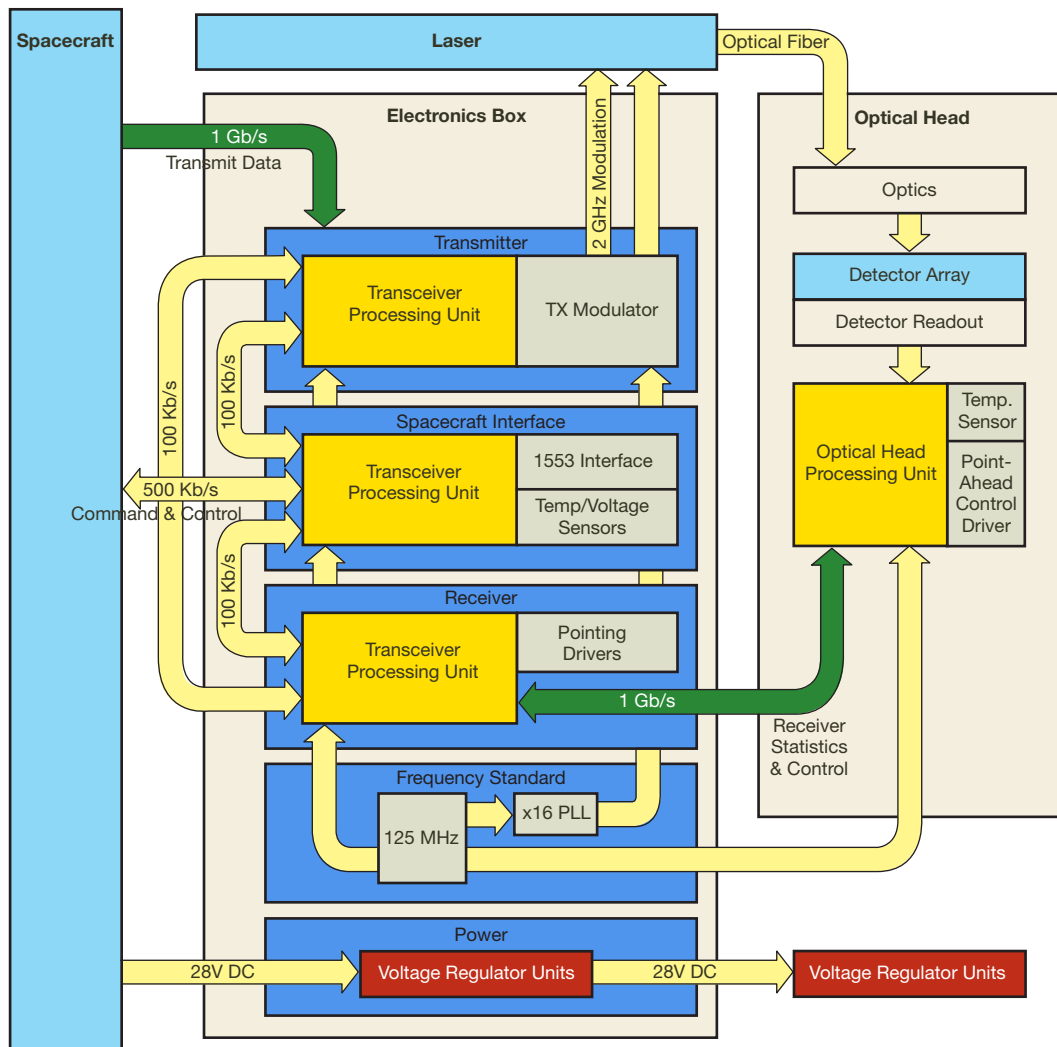 Spacecraft
Laser
Optical Fiber
Electronics Box
Optical Head
1 Gb/s
Transmit Data
2 GHz Modulation
Optics
Transmitter
Transceiver
Processing Unit
TX Modulator
Detector Array
Detector Readout
100 Kb/s
100 Kb/s
Spacecraft Interface
Transceiver
Processing Unit
1553 Interface
Temp/Voltage
Sensors
Optical Head
Processing Unit
Temp.
Sensor
Point-
Ahead
Control
Driver
500 Kb/s
Command & Control
100 Kb/s
Receiver
Transceiver
Processing Unit
Pointing
Drivers
1 Gb/s
Receiver
Statistics
& Control
Frequency Standard
125 MHz
x16 PLL
Power
28V DC
Voltage Regulator Units
28V DC
Voltage Regulator Units